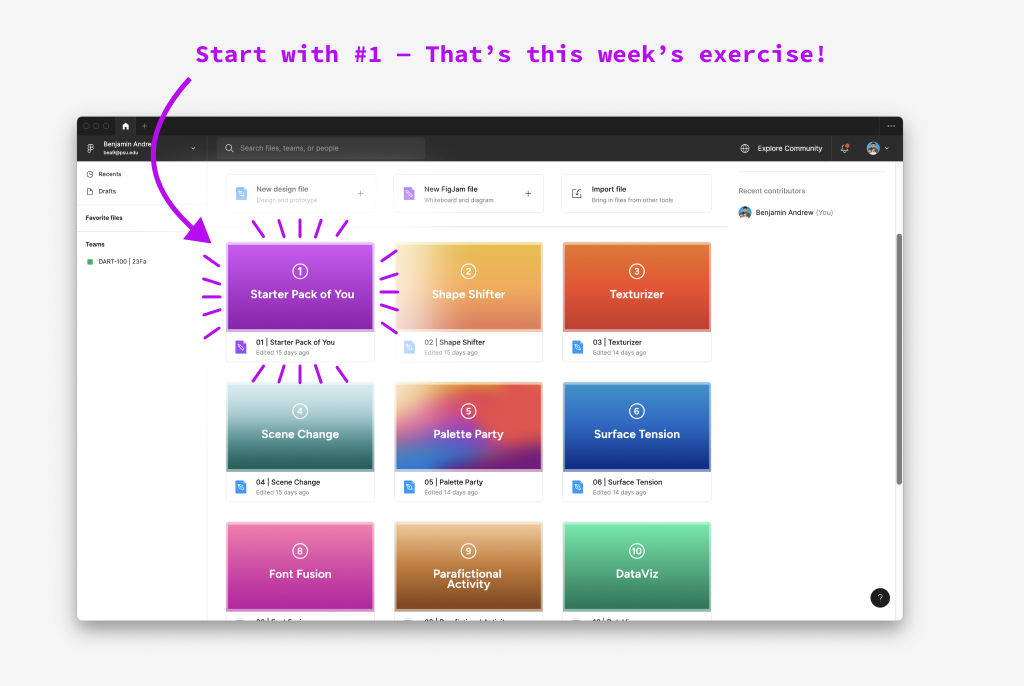 Start with #1 — That’s this week’s exercise!
Benjamin Andre
bea9@psu.edu
Search files, teams, or people
Explore Community
Recents
Drafts
Favorite files
Teams
DART-100 | 23Fa
New design file
Design and prototype
New FigJam file
Whiteboard and diagram
Import file
Bring in files from other tools
Recent contributors
Benjamin Andrew (You)
1
Starter Pack of You
01 | Starter Pack of You
Edited 15 days ago
2
Shape Shifter
02 | Shape Shifter
Edited 15 days ago
3
Texturizer
03 | Texturizer
Edited 14 days ago
4
Scene Change
04 | Scene Change
Edited 15 days ago
5
Palette Party
05 | Palette Party
Edited 14 days ago
6
Surface Tension
06 | Surface Tension
Edited 14 days ago
8
Font Fusion
9
Parafictional
Activity
10
DataViz
?